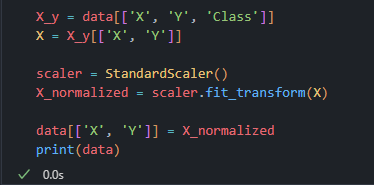 X_y = data[['X', 'Y', 'Class']]
X = X_y[['X', 'Y']]
scaler = StandardScaler()
X_normalized = scaler.fit_transform(X)
data[['X', 'Y']] = X_normalized
print(data)
0.0s